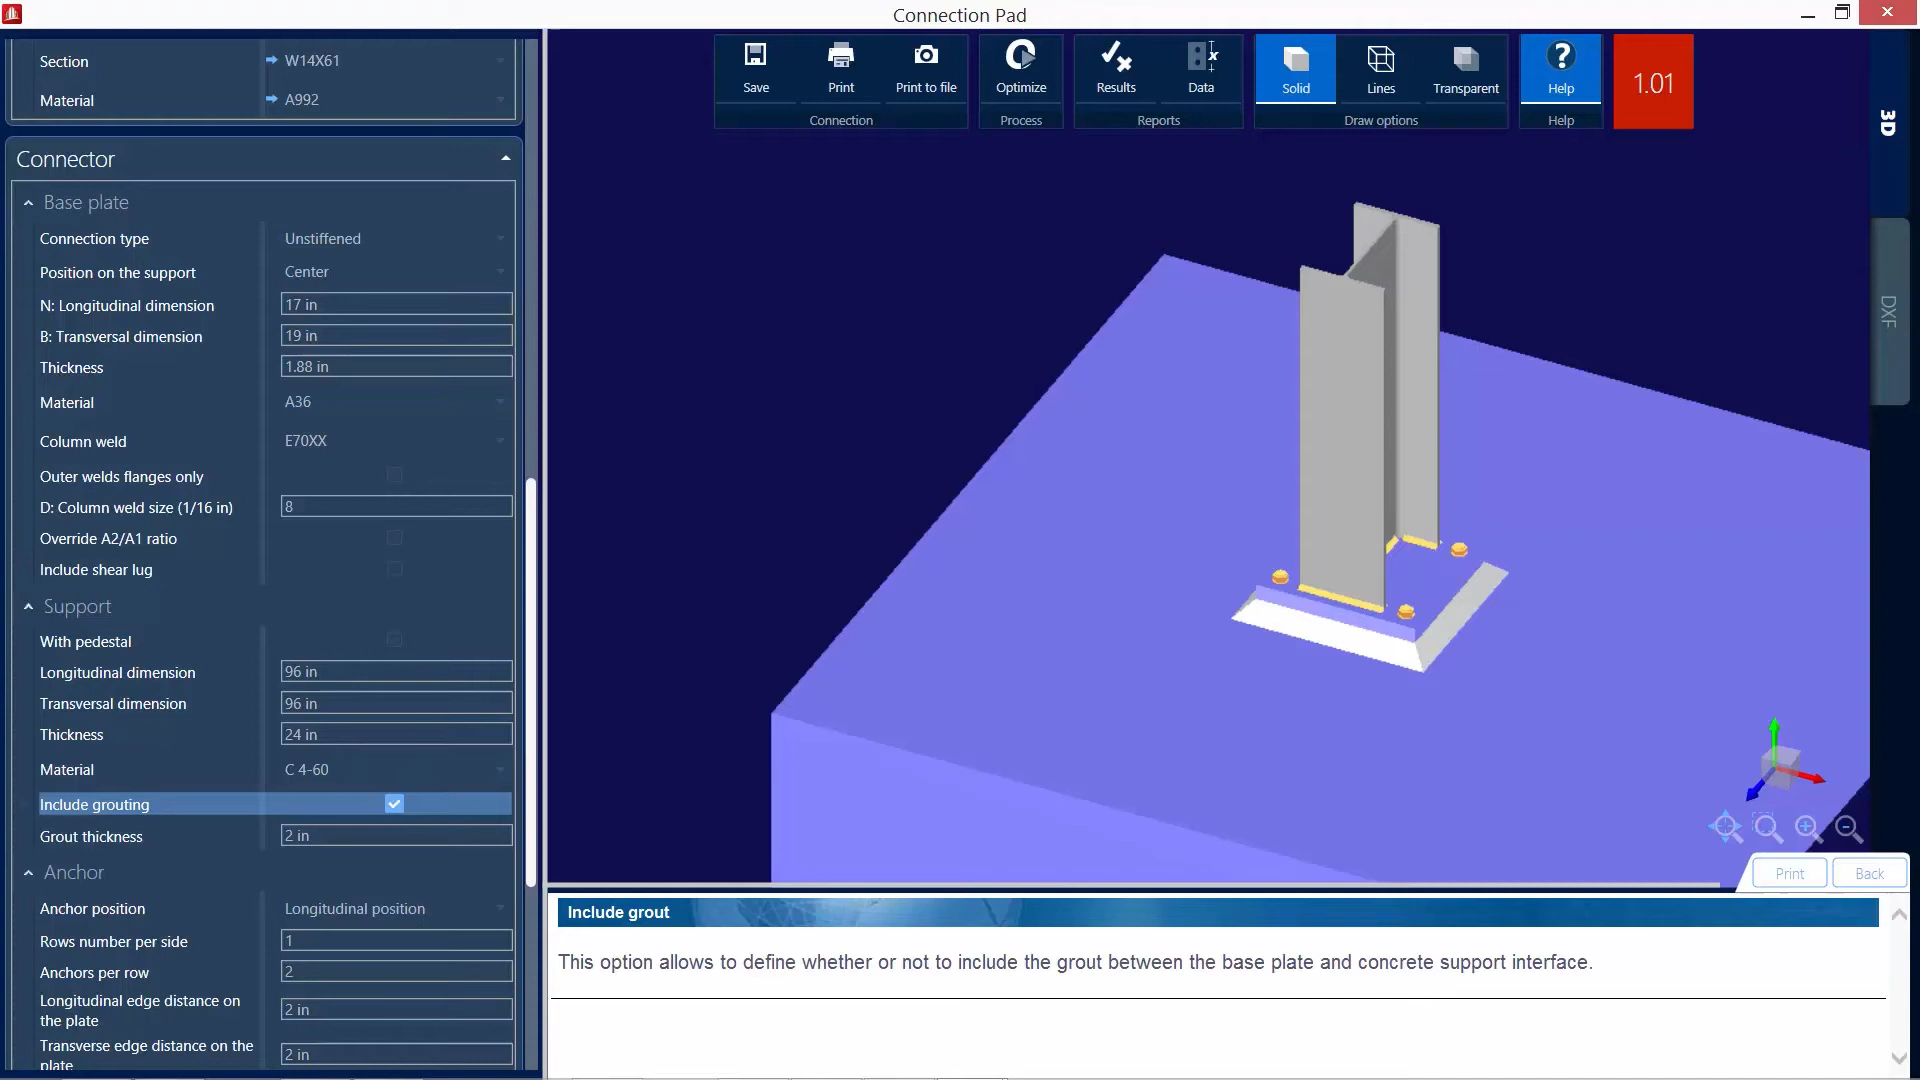 Connection Pad
Section W14X61
Material A992
Connector
Base plate
Connection type Unstiffened
Position on the support Center
N: Longitudinal dimension 17 in
B: Transversal dimension 19 in
Thickness 1.88 in
Material A36
Column weld E70XX
Outer welds flanges only
D: Column weld size (1/16 in) 8
Override A2/A1 ratio
Include shear lug
Support
With pedestal
Longitudinal dimension 96 in
Transversal dimension 96 in
Thickness 24 in
Material C 4-60
Include grouting
Grout thickness 2 in
Anchor
Anchor position Longitudinal position
Rows number per side 1
Anchors per row 2
Longitudinal edge distance on
the plate 2 in
Transverse edge distance on the
plate 2 in
Save Print Print to file Optimize Results Data Solid Lines Transparent Help 1.01
Connection Process Reports Draw options Help
3D
DXF
Print Back
Include grout
This option allows to define whether or not to include the grout between the base plate and concrete support interface.